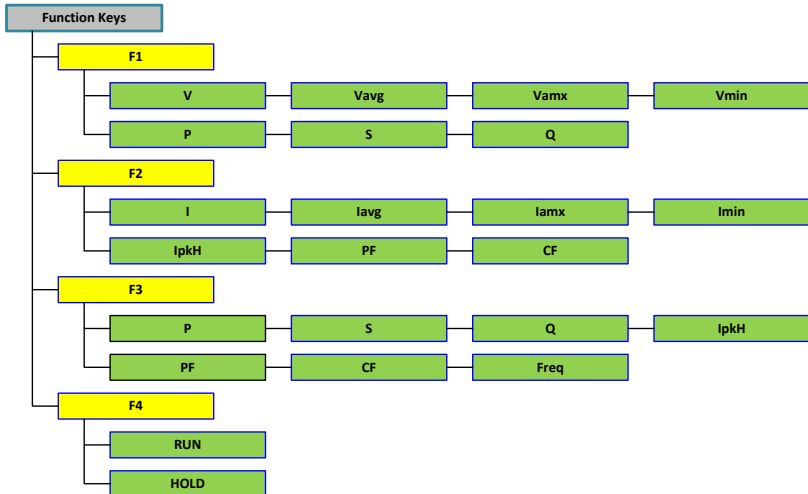 Function Keys
F1
V Vavg Vamx Vmin
P S Q
F2
I Iavg Iamx Imin
IpkH PF CF
F3
P S Q IpkH
PF CF Freq
F4
RUN
HOLD